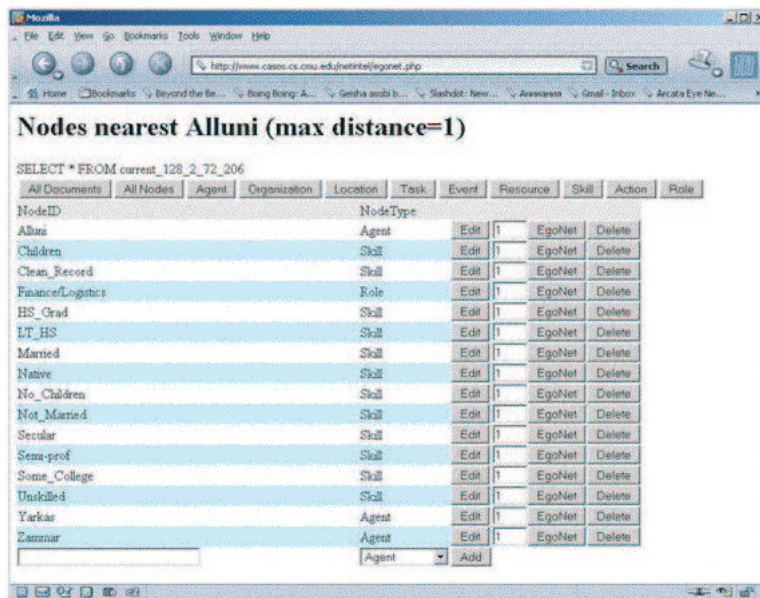 Mozilla
File Edit View Go Bookmarks Tools Window Help
http://www.casos.cs.cmu.edu/netintel/egonet.php Search
Home Bookmarks Beyond the Be... Boing Boing: A... Geisha asobi b... Slashdot: New... Gmail - Inbox Arcata Eye Ne...
Nodes nearest Alluni (max distance=1)
SELECT * FROM current_128_2_72_206
All Documents All Nodes Agent Organization Location Task Event Resource Skill Action Role
NodeID NodeType
Alluni Agent Edit 1 EgoNet Delete
Children Skill Edit 1 EgoNet Delete
Clean_Record Skill Edit 1 EgoNet Delete
Finance/Logistics Role Edit 1 EgoNet Delete
HS_Grad Skill Edit 1 EgoNet Delete
LT_HS Skill Edit 1 EgoNet Delete
Married Skill Edit 1 EgoNet Delete
Native Skill Edit 1 EgoNet Delete
No_Children Skill Edit 1 EgoNet Delete
Not_Married Skill Edit 1 EgoNet Delete
Secular Skill Edit 1 EgoNet Delete
Semi-prof Skill Edit 1 EgoNet Delete
Some_College Skill Edit 1 EgoNet Delete
Unskilled Skill Edit 1 EgoNet Delete
Yarkas Agent Edit 1 EgoNet Delete
Zammar Agent Edit 1 EgoNet Delete
Agent Add